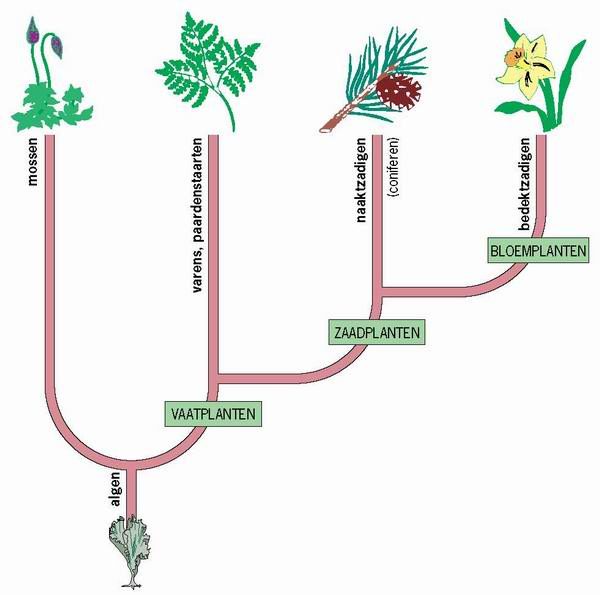 mossen
varens, paardenstaarten
naaktzadigen
(coniferen)
bedektzadigen
BLOEMPLANTEN
ZAADPLANTEN
VAATPLANTEN
algen